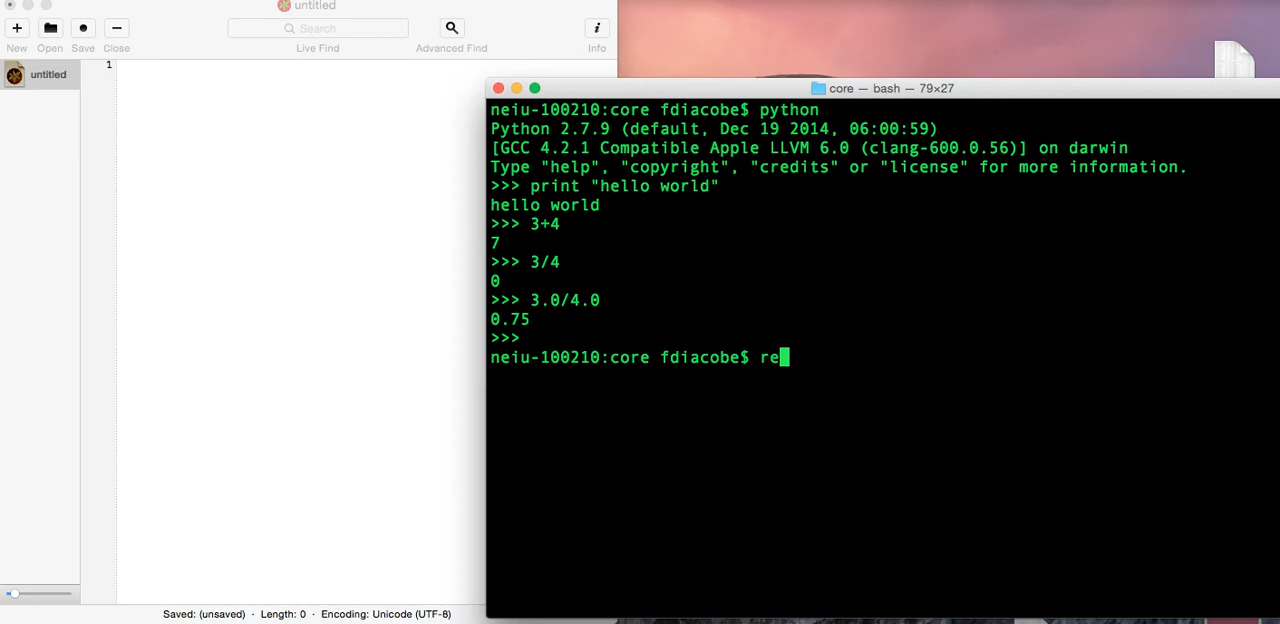 untitled
Search
New Open Save Close
Live Find
Advanced Find
Info
untitled
1
Saved: (unsaved) · Length: 0 · Encoding: Unicode (UTF-8)
core — bash — 79×27
neiu-100210:core fdiacobe$ python
Python 2.7.9 (default, Dec 19 2014, 06:00:59)
[GCC 4.2.1 Compatible Apple LLVM 6.0 (clang-600.0.56)] on darwin
Type "help", "copyright", "credits" or "license" for more information.
>>> print "hello world"
hello world
>>> 3+4
7
>>> 3/4
0
>>> 3.0/4.0
0.75
>>>
neiu-100210:core fdiacobe$ re